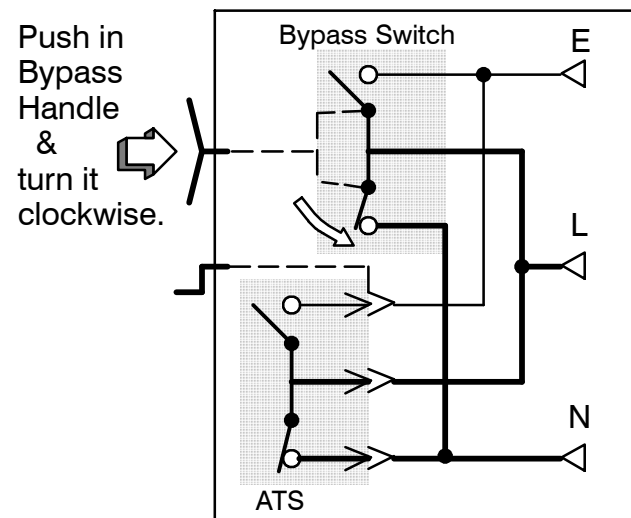 Push in
Bypass
Handle
&
turn it
clockwise.
Bypass Switch
E
L
N
ATS